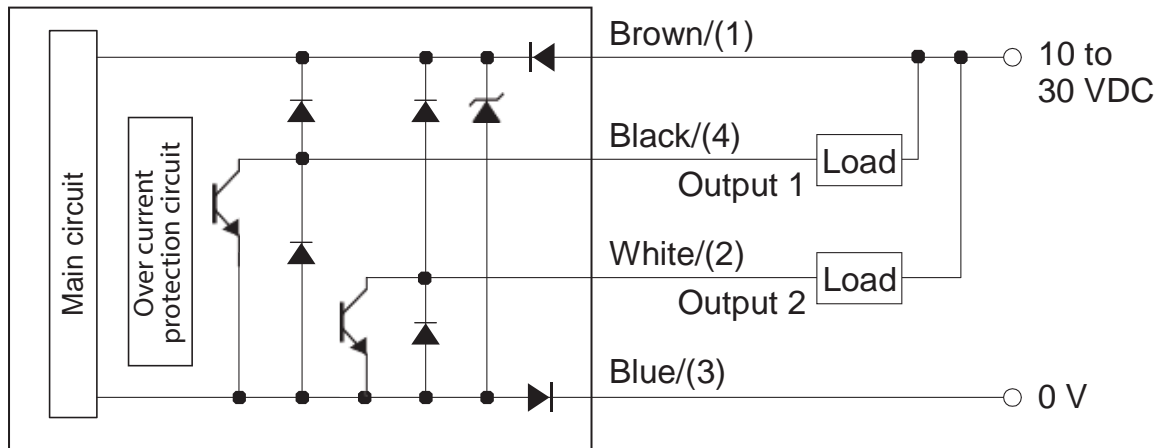 Main circuit
Over current
protection circuit
Brown/(1)
10 to
30 VDC
Black/(4)
Load
Output 1
White/(2)
Load
Output 2
Blue/(3)
0 V